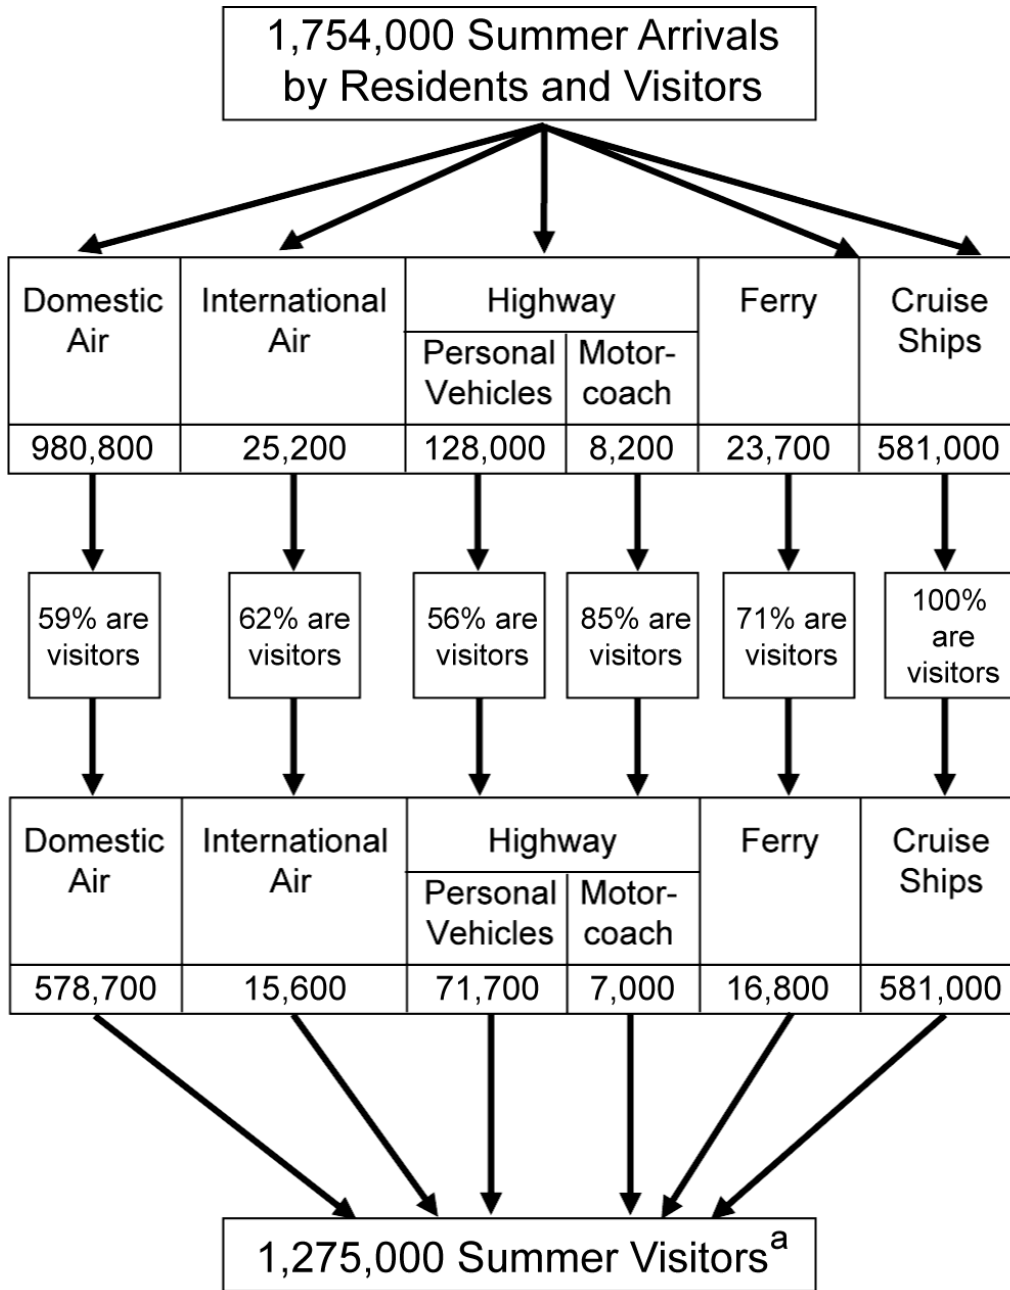 1,754,000 Summer Arrivals
by Residents and Visitors
Domestic
Air
International
Air
Highway
Personal
Vehicles
Motor-
coach
Ferry
Cruise
Ships
980,800
25,200
128,000
8,200
23,700
581,000
59% are
visitors
62% are
visitors
56% are
visitors
85% are
visitors
71% are
visitors
100%
are
visitors
Domestic
Air
International
Air
Highway
Personal
Vehicles
Motor-
coach
Ferry
Cruise
Ships
578,700
15,600
71,700
7,000
16,800
581,000
1,275,000 Summer Visitorsᵃ